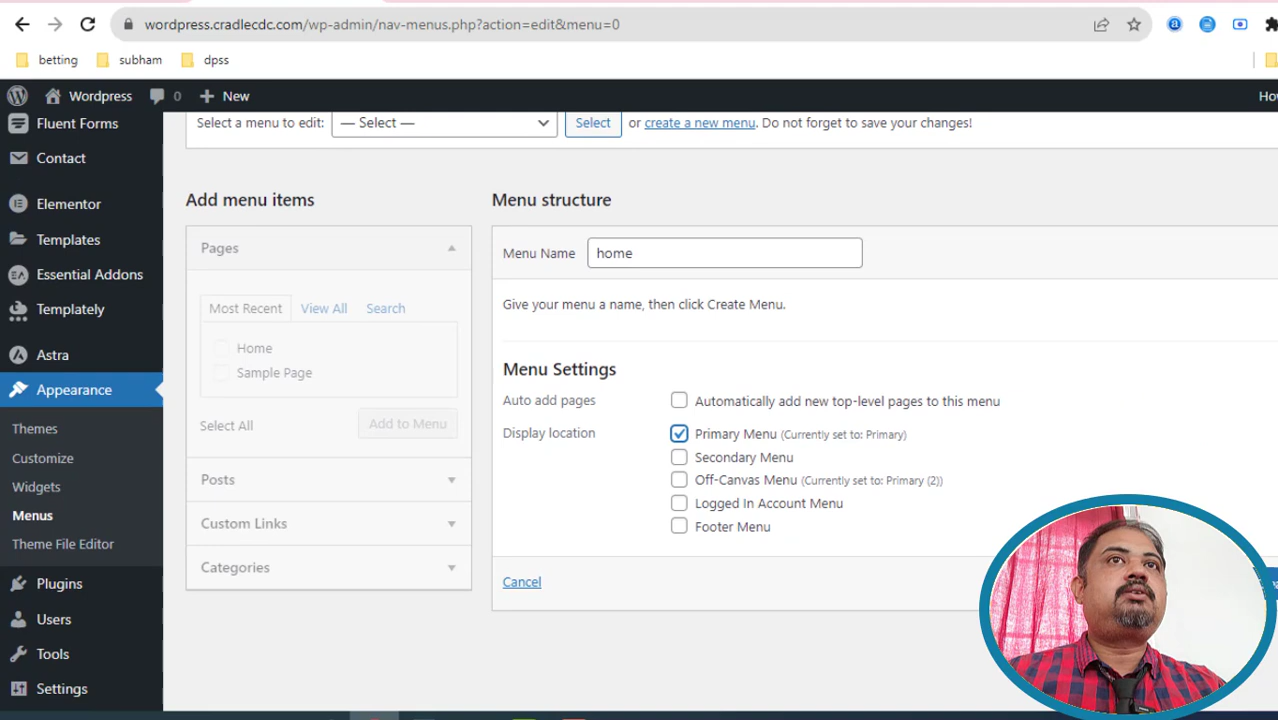 wordpress.cradlecdc.com/wp-admin/nav-menus.php?action=edit&menu=0
betting subham dpss
Wordpress 0 New
Fluent Forms
Contact
Elementor
Templates
Essential Addons
Templately
Astra
Appearance
Themes
Customize
Widgets
Menus
Theme File Editor
Plugins
Users
Tools
Settings
Select a menu to edit: — Select — Select or create a new menu. Do not forget to save your changes!
Add menu items
Pages
Most Recent View All Search
Home
Sample Page
Select All Add to Menu
Posts
Custom Links
Categories
Menu structure
Menu Name home
Give your menu a name, then click Create Menu.
Menu Settings
Auto add pages Automatically add new top-level pages to this menu
Display location Primary Menu (Currently set to: Primary)
Secondary Menu
Off-Canvas Menu (Currently set to: Primary (2))
Logged In Account Menu
Footer Menu
Cancel